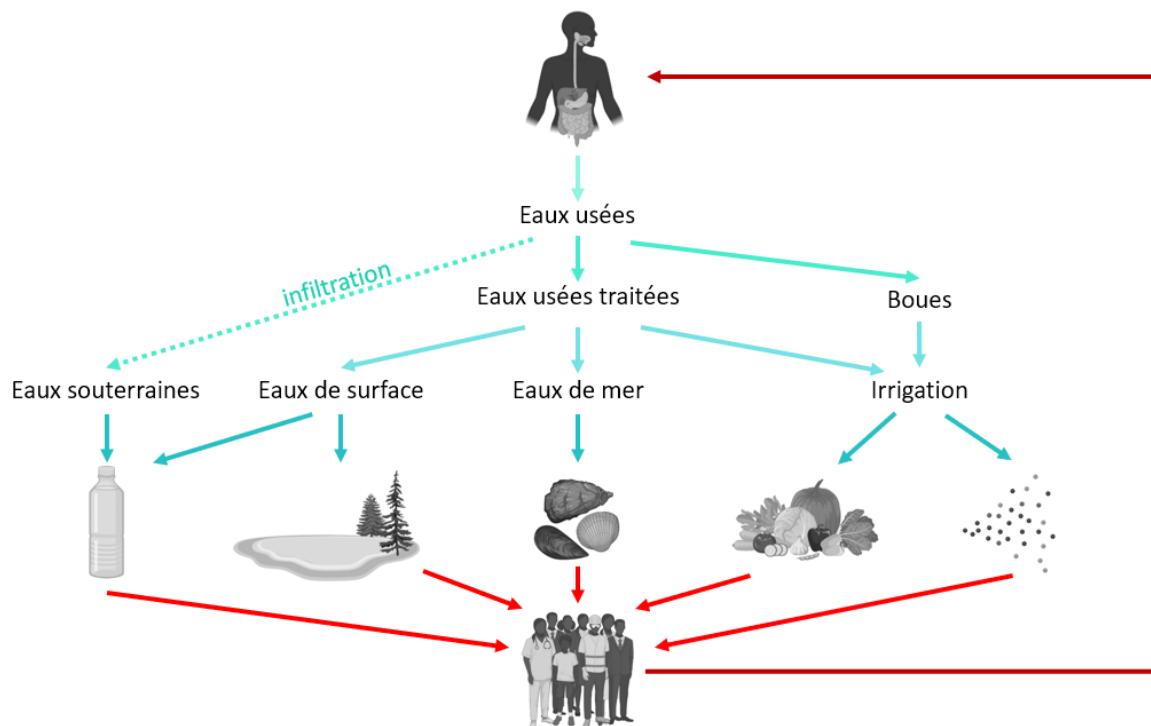 Eaux usées
infiltration
Eaux usées traitées
Boues
Eaux souterraines
Eaux de surface
Eaux de mer
Irrigation